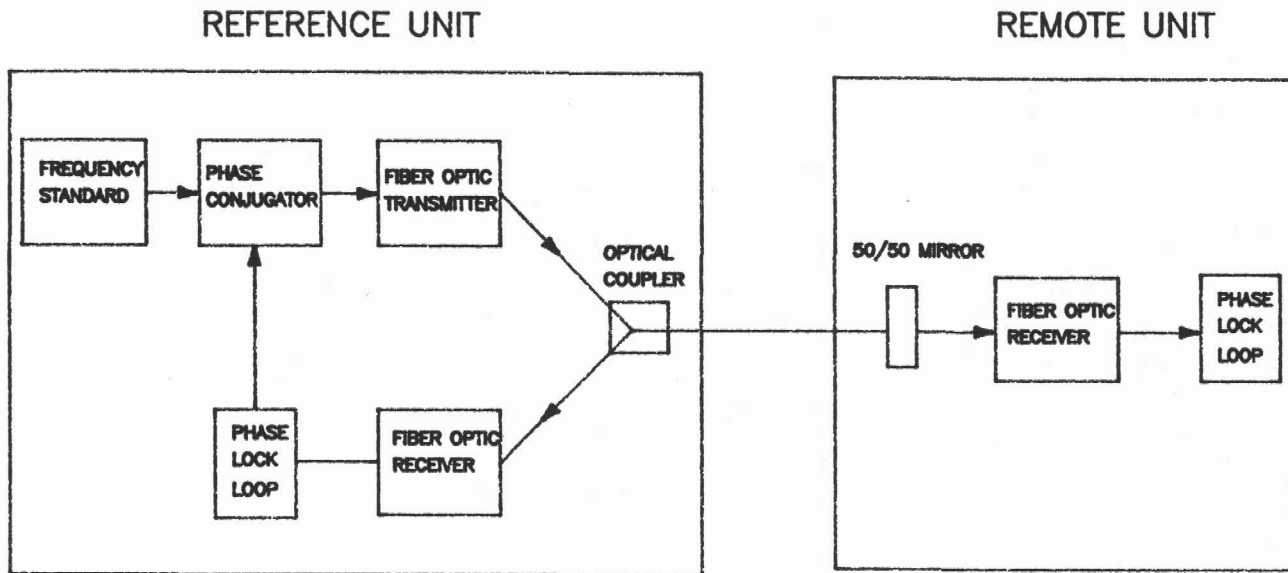 REFERENCE UNIT
REMOTE UNIT
FREQUENCY
STANDARD
PHASE
CONJUGATOR
FIBER OPTIC
TRANSMITTER
OPTICAL
COUPLER
PHASE
LOCK
LOOP
FIBER OPTIC
RECEIVER
50/50 MIRROR
FIBER OPTIC
RECEIVER
PHASE
LOCK
LOOP